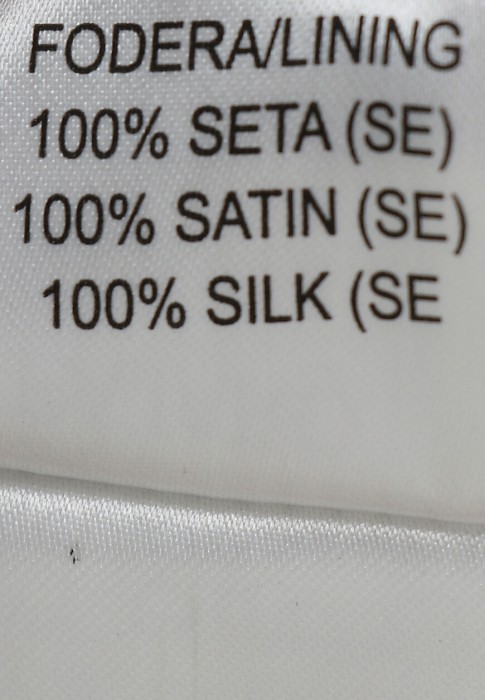 FODERA/LINING
100% SETA (SE)
100% SATIN (SE)
100% SILK (SE